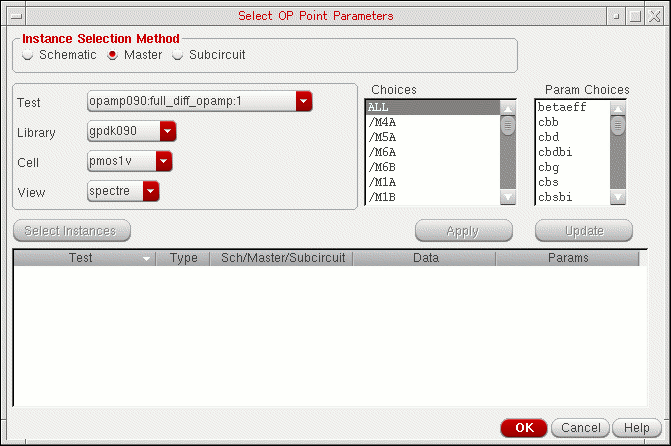 Select OP Point Parameters
Instance Selection Method
Schematic Master Subcircuit
Test opamp090:full_diff_opamp:1
Library gpdk090
Cell pmos1v
View spectre
Choices
ALL
/M4A
/M5A
/M6A
/M6B
/M1A
/M1B
Param Choices
betaeff
cbb
cbd
cbdbi
cbg
cbs
cbsbi
Select Instances Apply Update
Test Type Sch/Master/Subcircuit Data Params
OK Cancel Help